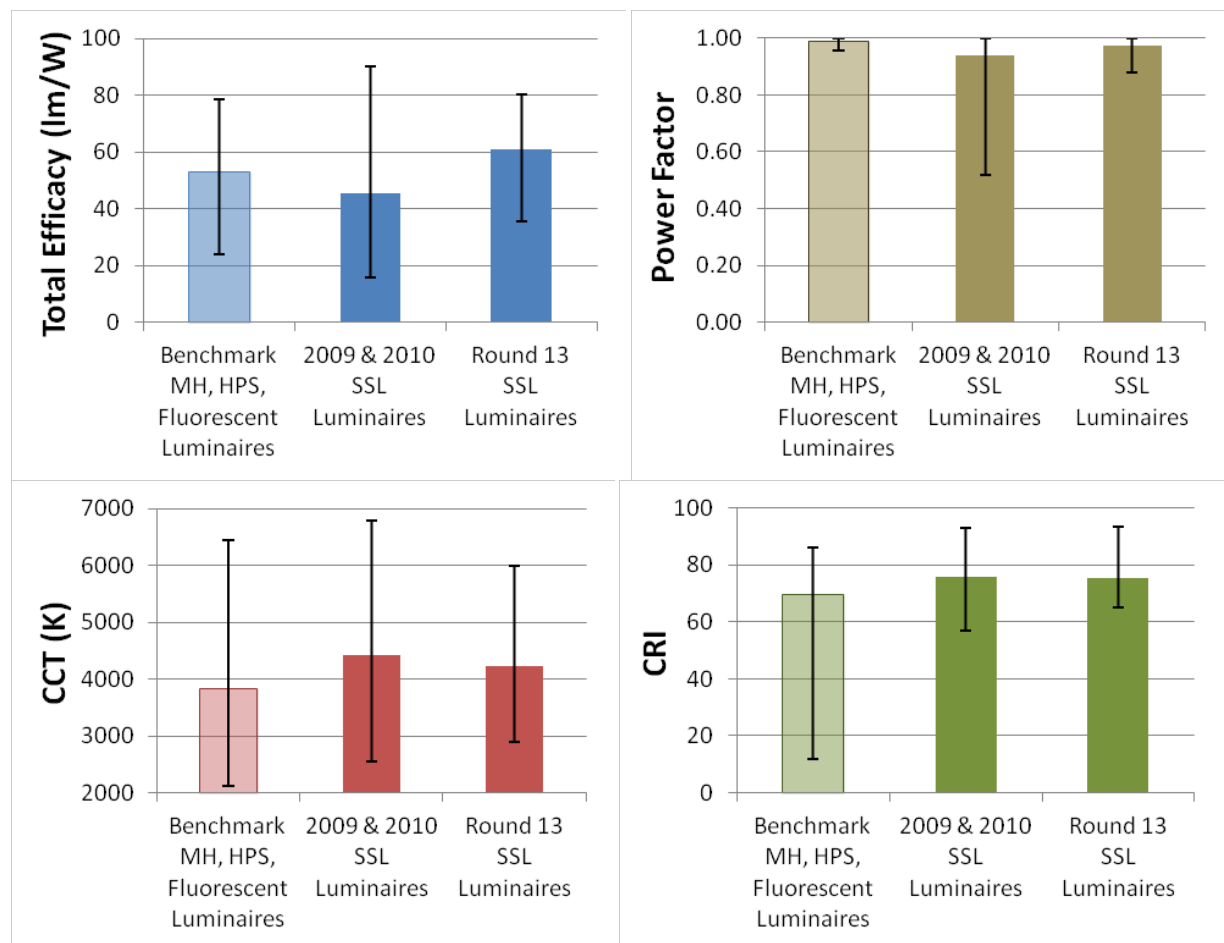 Total Efficacy (lm/W)
100
80
60
40
20
0
Benchmark
MH, HPS,
Fluorescent
Luminaires
2009 & 2010
SSL
Luminaires
Round 13
SSL
Luminaires
Power Factor
1.00
0.80
0.60
0.40
0.20
0.00
Benchmark
MH, HPS,
Fluorescent
Luminaires
2009 & 2010
SSL
Luminaires
Round 13
SSL
Luminaires
CCT (K)
7000
6000
5000
4000
3000
2000
Benchmark
MH, HPS,
Fluorescent
Luminaires
2009 & 2010
SSL
Luminaires
Round 13
SSL
Luminaires
CRI
100
80
60
40
20
0
Benchmark
MH, HPS,
Fluorescent
Luminaires
2009 & 2010
SSL
Luminaires
Round 13
SSL
Luminaires